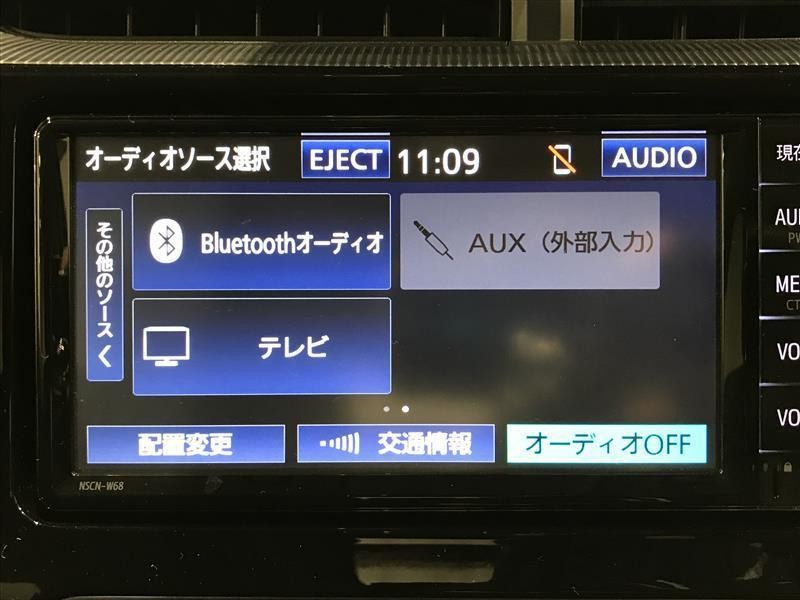 オーディオソース選択
EJECT
11:09
AUDIO
その他のソース
Bluetoothオーディオ
AUX（外部入力）
テレビ
配置変更
交通情報
オーディオOFF
NSCN-W68
現在
AU
ME
CT
VO
VO